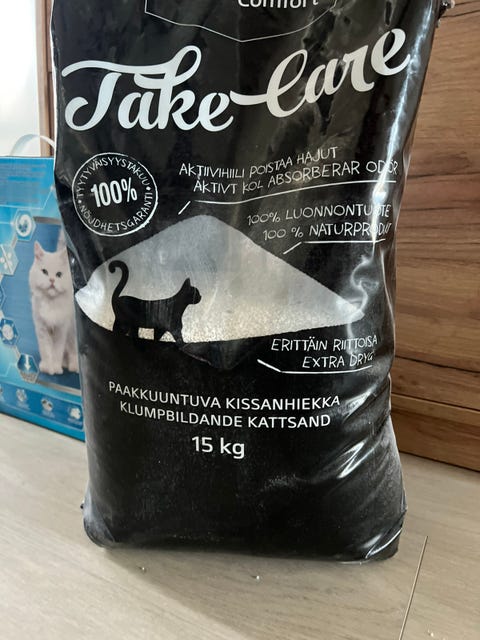 Comfort
Take Care
TYYTYVÄISYYSTAKUU
100%
NÖJDHETSGARANTI
AKTIIVIHIILI POISTAA HAJUT
AKTIVT KOL ABSORBERAR ODÖR
100% LUONNONTUOTE
100 % NATURPRODUKT
ERITTÄIN RIITTOISA
EXTRA DRYG
PAAKKUUNTUVA KISSANHIEKKA
KLUMPBILDANDE KATTSAND
15 kg